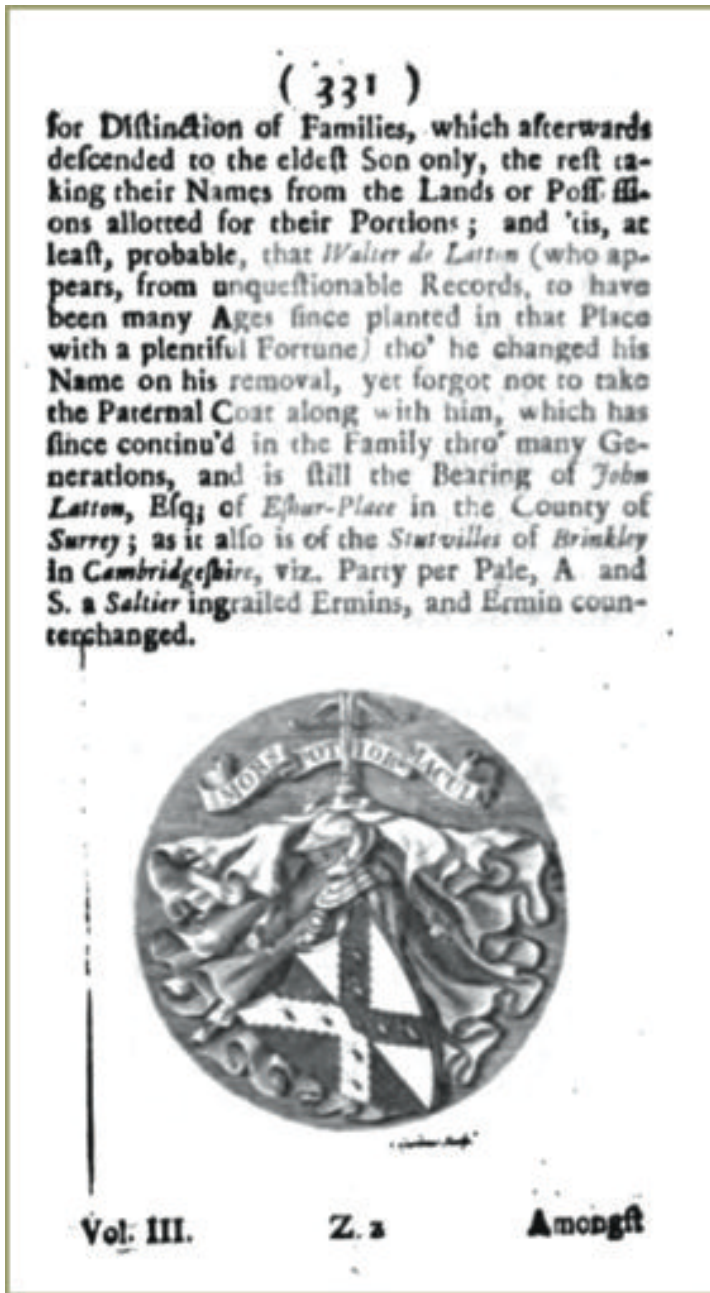 ( 331 )
for Diſtinction of Families, which afterwards
deſcended to the eldeſt Son only, the reſt ta-
king their Names from the Lands or Poſſ ſſi-
ons allotted for their Portions; and 'tis, at
leaſt, probable, that Walter de Latton (who ap-
pears, from unqueſtionable Records, to have
been many Ages ſince planted in that Place
with a plentiful Fortune) tho' he changed his
Name on his removal, yet forgot not to take
the Paternal Coat along with him, which has
ſince continu'd in the Family thro' many Ge-
nerations, and is ſtill the Bearing of John
Latton, Eſq; of Eſhur-Place in the County of
Surrey; as it alſo is of the Stutvilles of Brinkley
in Cambridgeſhire, viz. Party per Pale, A and
S. a Saltier ingrailed Ermins, and Ermin coun-
terchanged.
MORS POTIOR MACULA
Vol. III. Z. 2 Amongſt